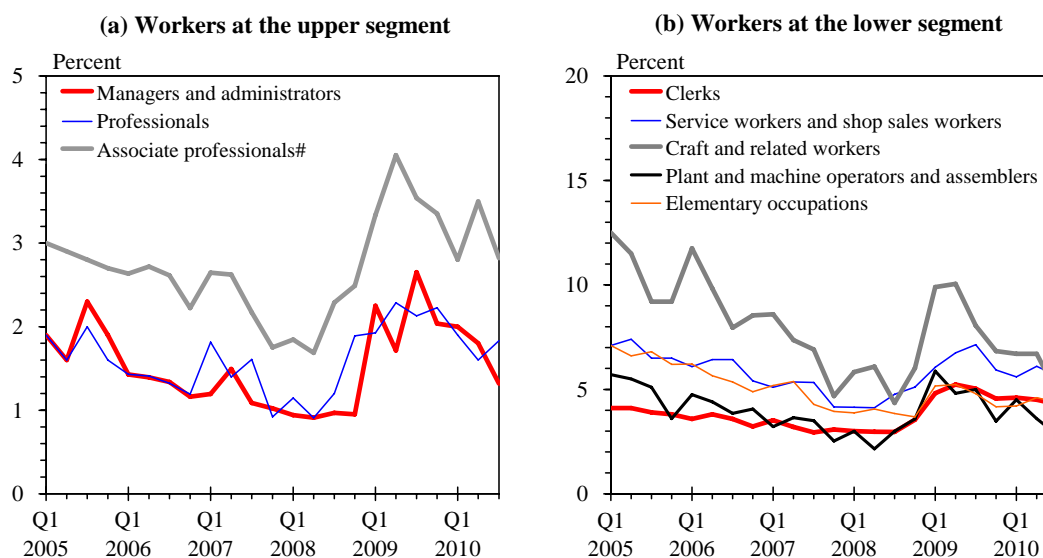 (a) Workers at the upper segment
Percent
5
4
3
2
1
0
Managers and administrators
Professionals
Associate professionals#
Q1 Q1 Q1 Q1 Q1 Q1
2005 2006 2007 2008 2009 2010
(b) Workers at the lower segment
Percent
20
15
10
5
0
Clerks
Service workers and shop sales workers
Craft and related workers
Plant and machine operators and assemblers
Elementary occupations
Q1 Q1 Q1 Q1 Q1 Q1
2005 2006 2007 2008 2009 2010